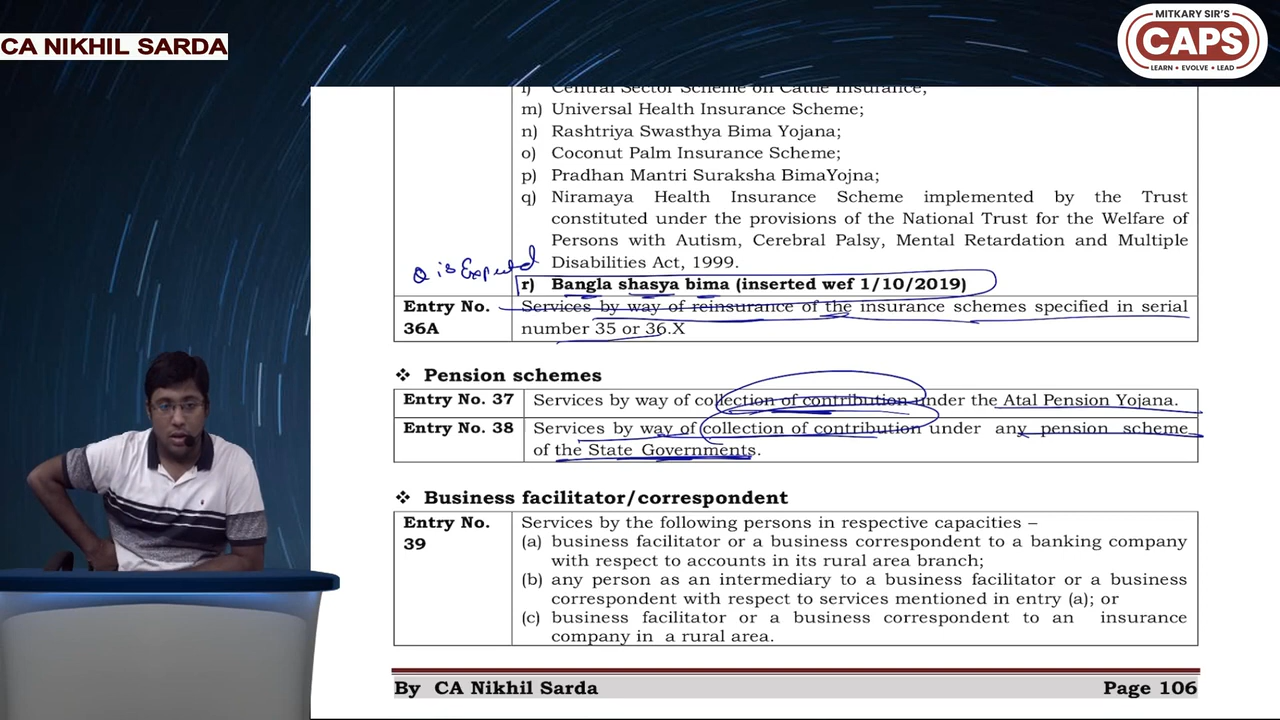 CA NIKHIL SARDA
MITKARY SIR'S
CAPS
LEARN • EVOLVE • LEAD
l) Central Sector Scheme on Cattle Insurance;
m) Universal Health Insurance Scheme;
n) Rashtriya Swasthya Bima Yojana;
o) Coconut Palm Insurance Scheme;
p) Pradhan Mantri Suraksha BimaYojna;
q) Niramaya Health Insurance Scheme implemented by the Trust
constituted under the provisions of the National Trust for the Welfare of
Persons with Autism, Cerebral Palsy, Mental Retardation and Multiple
Disabilities Act, 1999.
Q is Expected
r) Bangla shasya bima (inserted wef 1/10/2019)
Entry No. Services by way of reinsurance of the insurance schemes specified in serial
36A number 35 or 36.X
❖ Pension schemes
Entry No. 37 Services by way of collection of contribution under the Atal Pension Yojana.
Entry No. 38 Services by way of collection of contribution under any pension scheme
of the State Governments.
❖ Business facilitator/correspondent
Entry No. Services by the following persons in respective capacities –
39 (a) business facilitator or a business correspondent to a banking company
with respect to accounts in its rural area branch;
(b) any person as an intermediary to a business facilitator or a business
correspondent with respect to services mentioned in entry (a); or
(c) business facilitator or a business correspondent to an insurance
company in a rural area.
By CA Nikhil Sarda Page 106